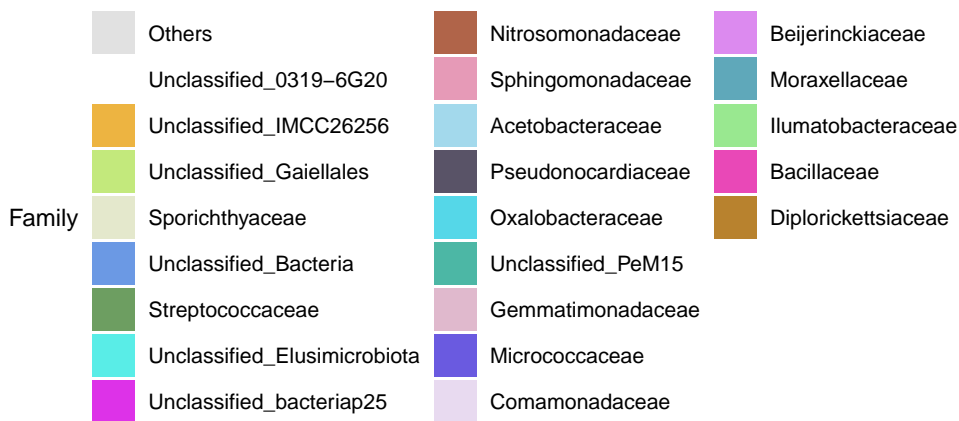 Family
Others
Unclassified_0319−6G20
Unclassified_IMCC26256
Unclassified_Gaiellales
Sporichthyaceae
Unclassified_Bacteria
Streptococcaceae
Unclassified_Elusimicrobiota
Unclassified_bacteriap25
Nitrosomonadaceae
Sphingomonadaceae
Acetobacteraceae
Pseudonocardiaceae
Oxalobacteraceae
Unclassified_PeM15
Gemmatimonadaceae
Micrococcaceae
Comamonadaceae
Beijerinckiaceae
Moraxellaceae
Ilumatobacteraceae
Bacillaceae
Diplorickettsiaceae